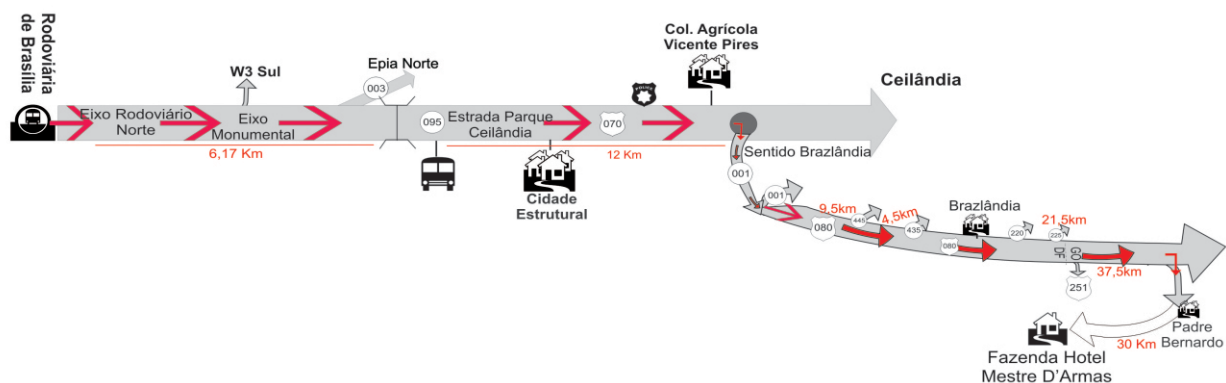 Rodoviária
de Brasília
Eixo Rodoviário
Norte
W3 Sul
Eixo
Monumental
6,17 Km
Epia Norte
003
095
Estrada Parque
Ceilândia
Cidade
Estrutural
070
12 Km
Col. Agrícola
Vicente Pires
Ceilândia
Sentido Brazlândia
001
001
080
9,5km
445
4,5km
435
080
Brazlândia
220
21,5km
225
GO
DF
251
37,5km
Padre
Bernardo
30 Km
Fazenda Hotel
Mestre D'Armas